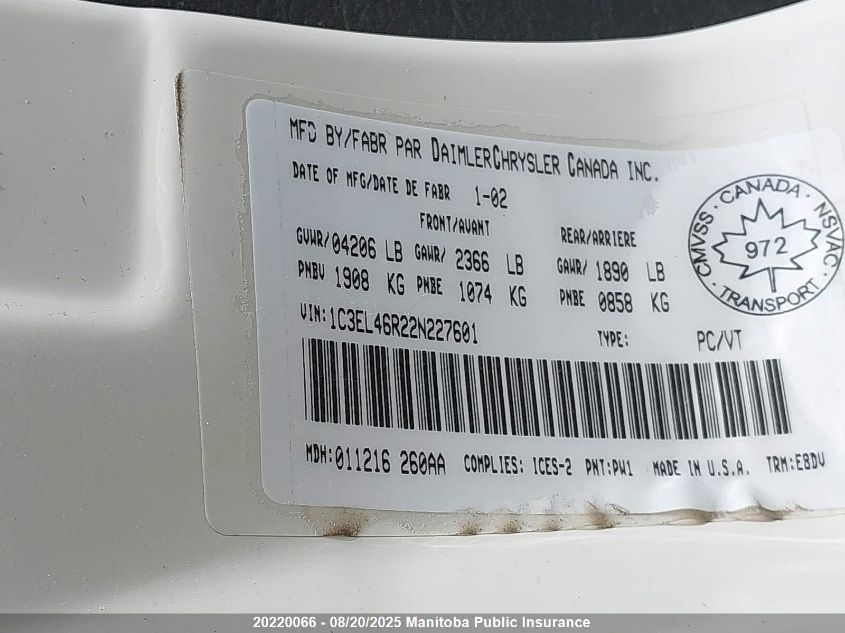 MFD BY/FABR PAR DAIMLERCHRYSLER CANADA INC.
DATE OF MFG/DATE DE FABR 1-02
FRONT/AVANT REAR/ARRIERE
GVWR/04206 LB GAWR/ 2366 LB GAWR/ 1890 LB
PNBV 1908 KG PNBE 1074 KG PNBE 0858 KG
VIN:1C3EL46R22N227601 TYPE: PC/VT
MDH:011216 260AA COMPLIES: ICES-2 PNT:PW1 MADE IN U.S.A. TRM:E8DV
CMVSS · CANADA · NSVAC · TRANSPORT ·
972
20220066 - 08/20/2025 Manitoba Public Insurance